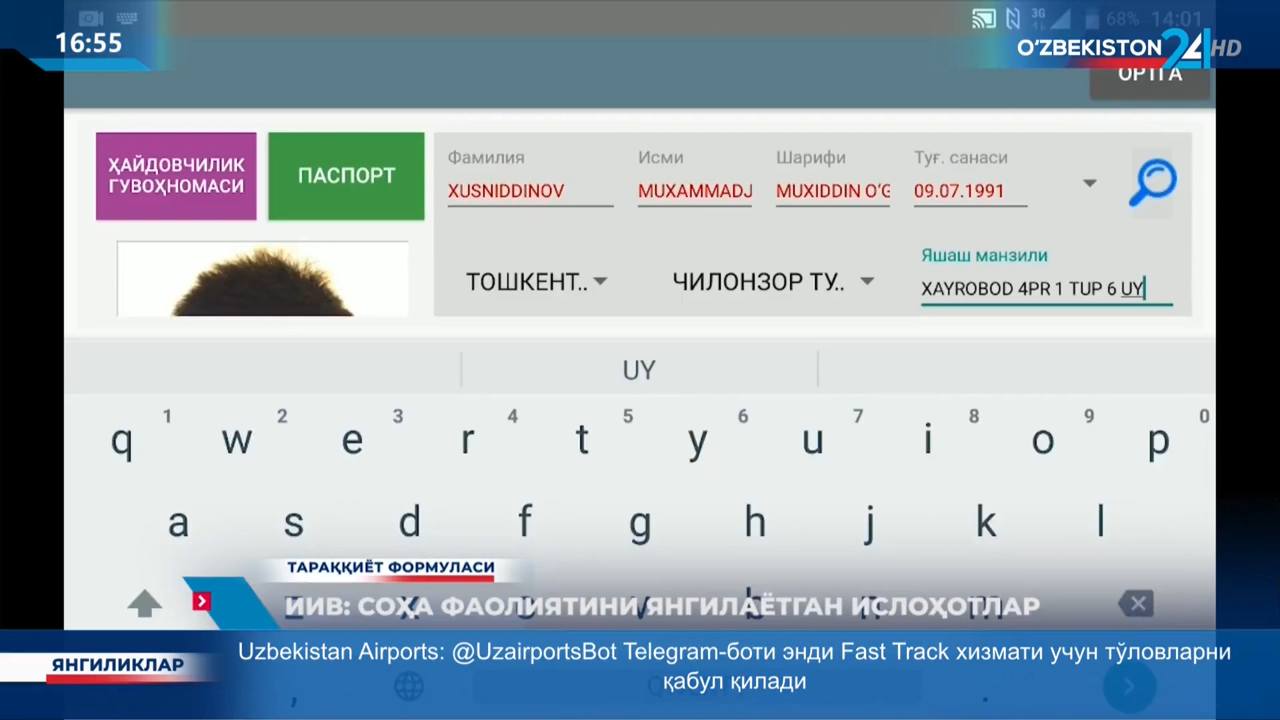 68% 14:01
3G
16:55
O‘ZBEKISTON 24 HD
ОРТГА
ҲАЙДОВЧИЛИК
ГУВОҲНОМАСИ
ПАСПОРТ
Фамилия Исми Шарифи Туғ. санаси
XUSNIDDINOV MUXAMMADJ MUXIDDIN O‘G 09.07.1991
Яшаш манзили
ТОШКЕНТ.. ЧИЛОНЗОР ТУ.. XAYROBOD 4PR 1 TUP 6 UY
UY
1 2 3 4 5 6 7 8 9 0
q w e r t y u i o p
a s d f g h j k l
ТАРАҚҚИЁТ ФОРМУЛАСИ
ИИВ: СОҲА ФАОЛИЯТИНИ ЯНГИЛАЁТГАН ИСЛОҲОТЛАР
ЯНГИЛИКЛАР
Uzbekistan Airports: @UzairportsBot Telegram-боти энди Fast Track хизмати учун тўловларни
қабул қилади